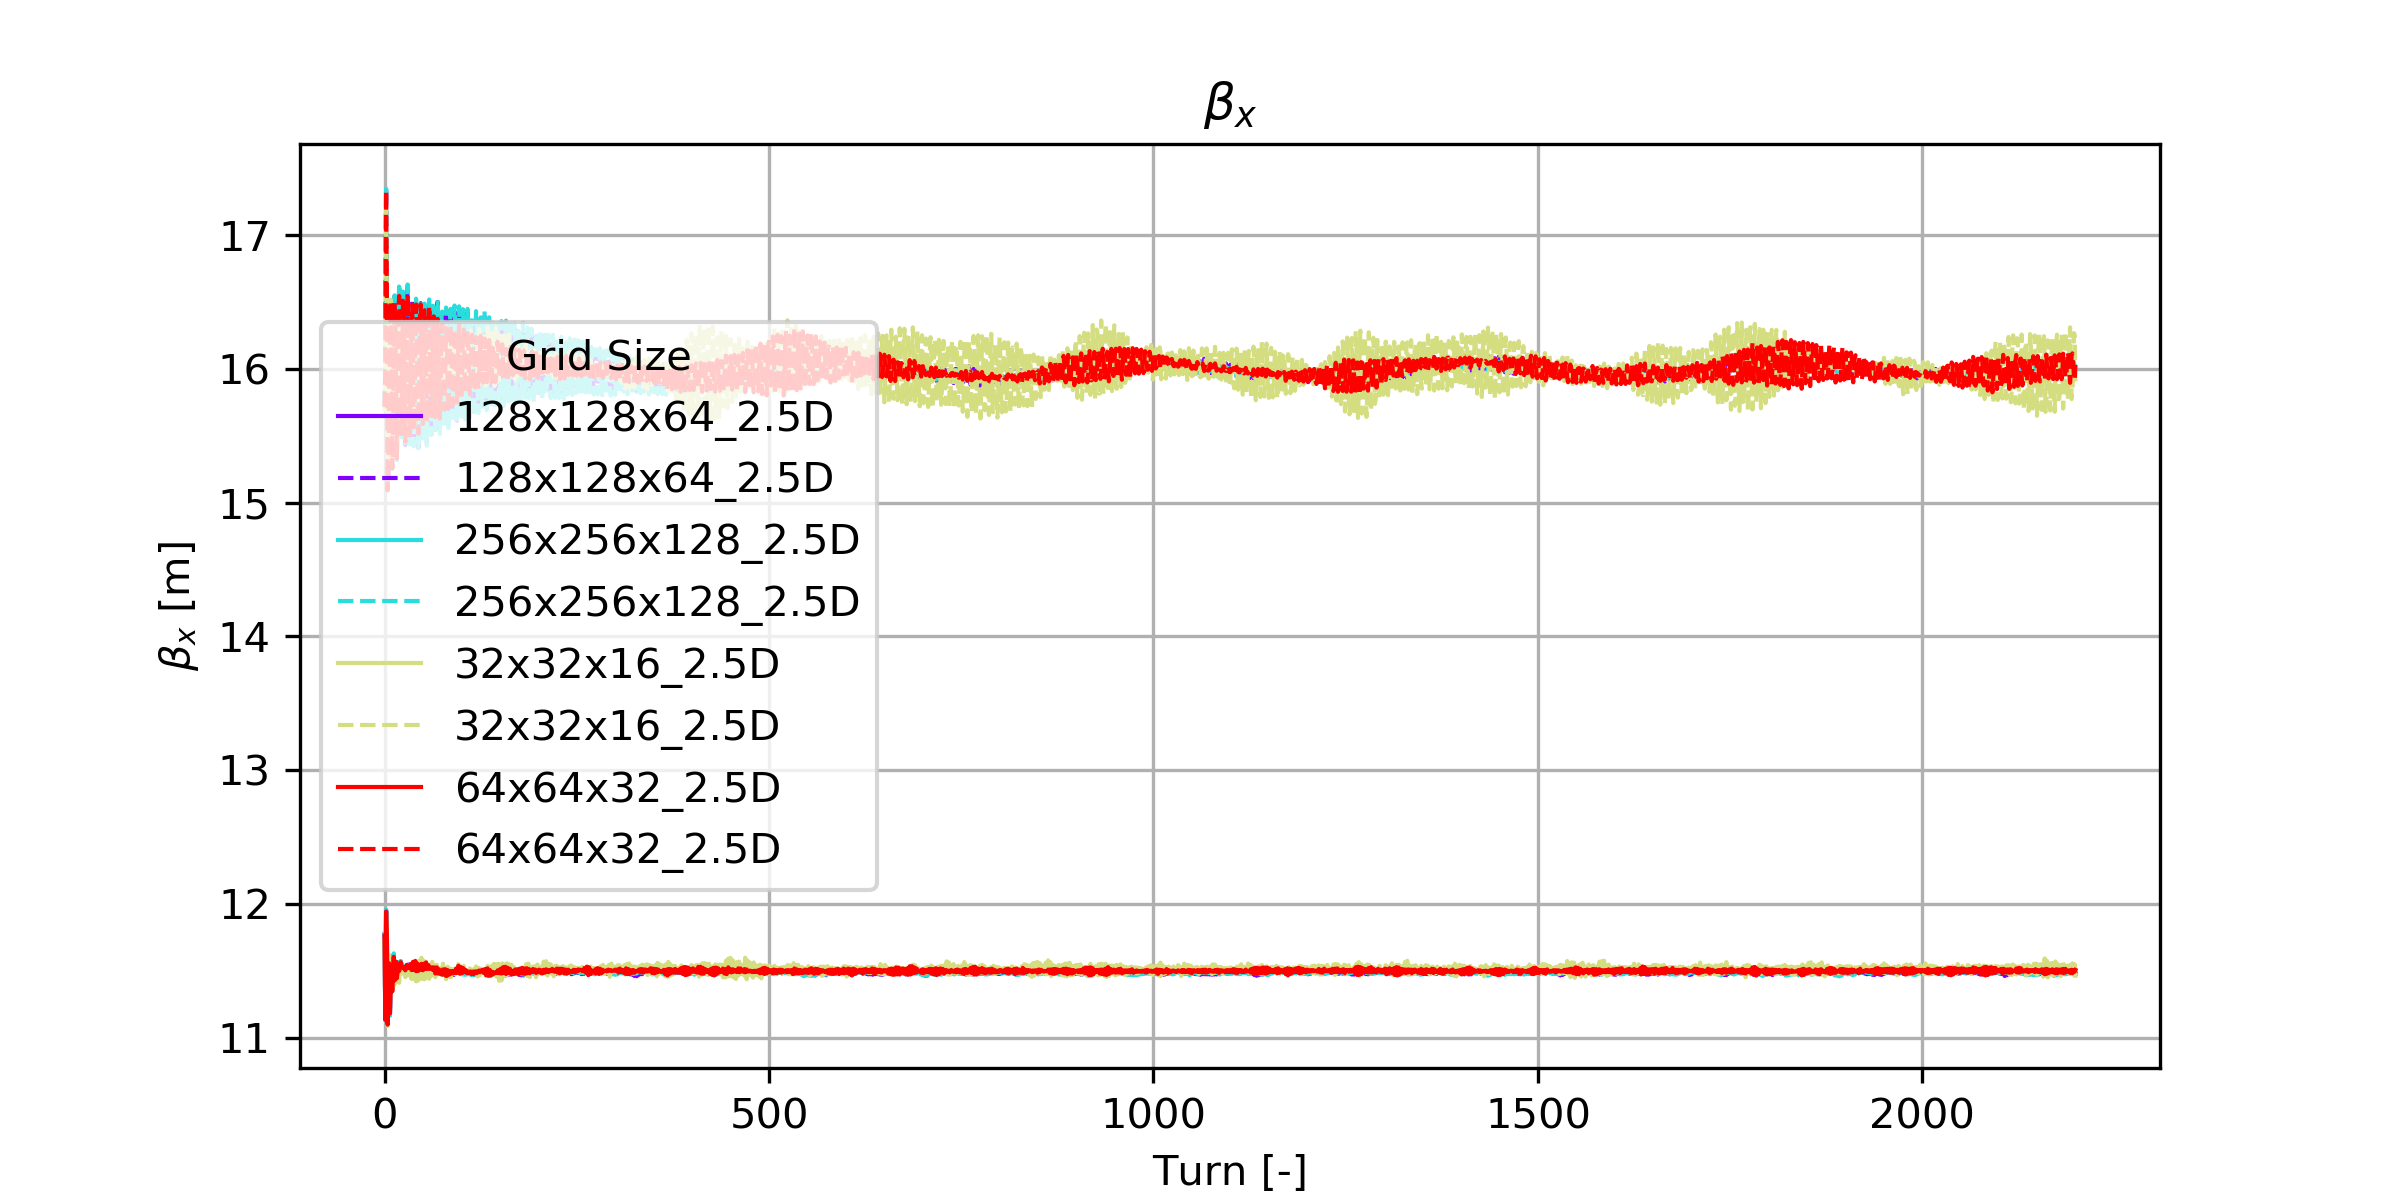 βx
17
16
15
14
13
12
11
βx [m]
Grid Size
128x128x64_2.5D
128x128x64_2.5D
256x256x128_2.5D
256x256x128_2.5D
32x32x16_2.5D
32x32x16_2.5D
64x64x32_2.5D
64x64x32_2.5D
0 500 1000 1500 2000
Turn [-]